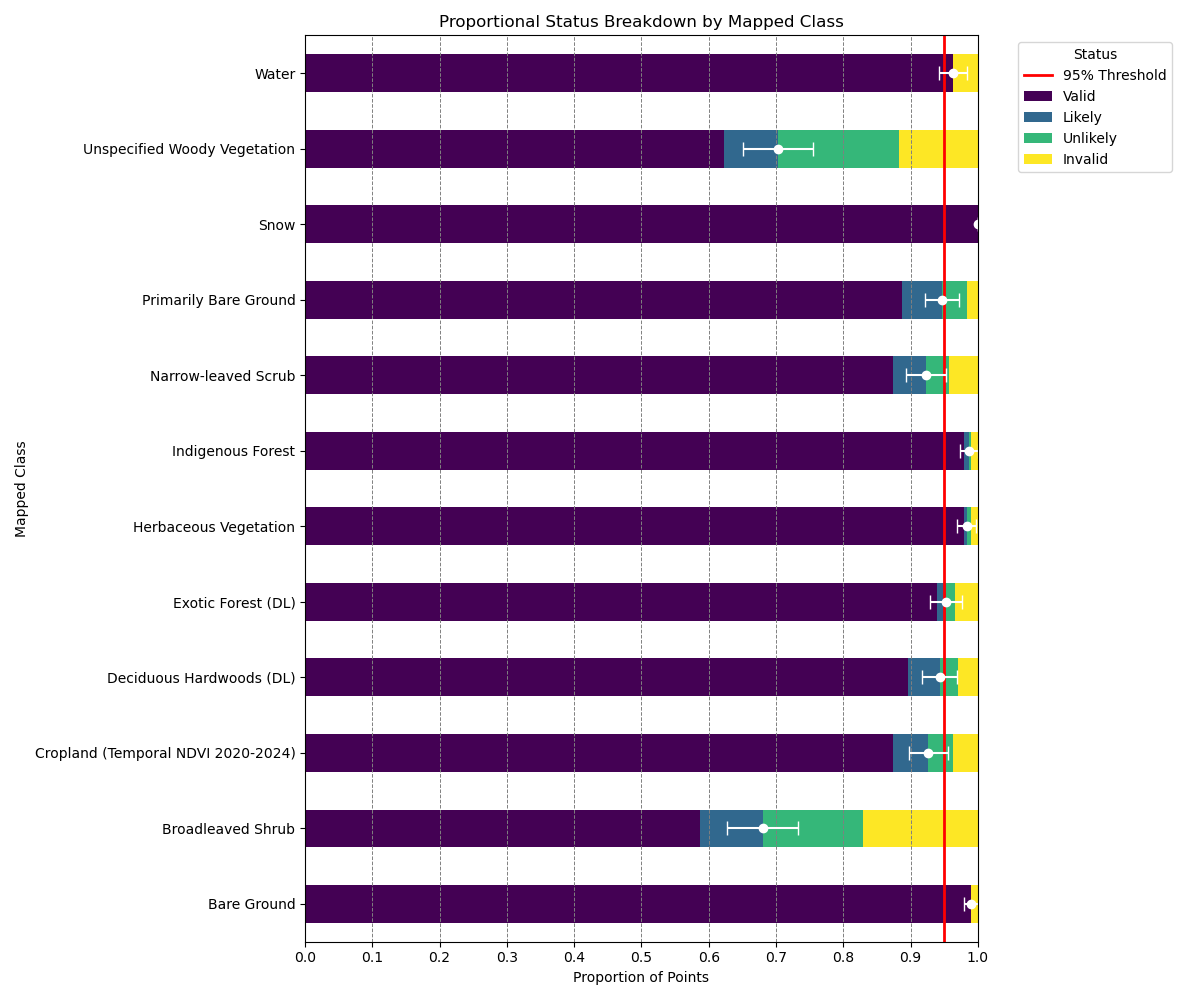 Proportional Status Breakdown by Mapped Class
Status
95% Threshold
Valid
Likely
Unlikely
Invalid
Mapped Class
Water
Unspecified Woody Vegetation
Snow
Primarily Bare Ground
Narrow-leaved Scrub
Indigenous Forest
Herbaceous Vegetation
Exotic Forest (DL)
Deciduous Hardwoods (DL)
Cropland (Temporal NDVI 2020-2024)
Broadleaved Shrub
Bare Ground
0.0 0.1 0.2 0.3 0.4 0.5 0.6 0.7 0.8 0.9 1.0
Proportion of Points